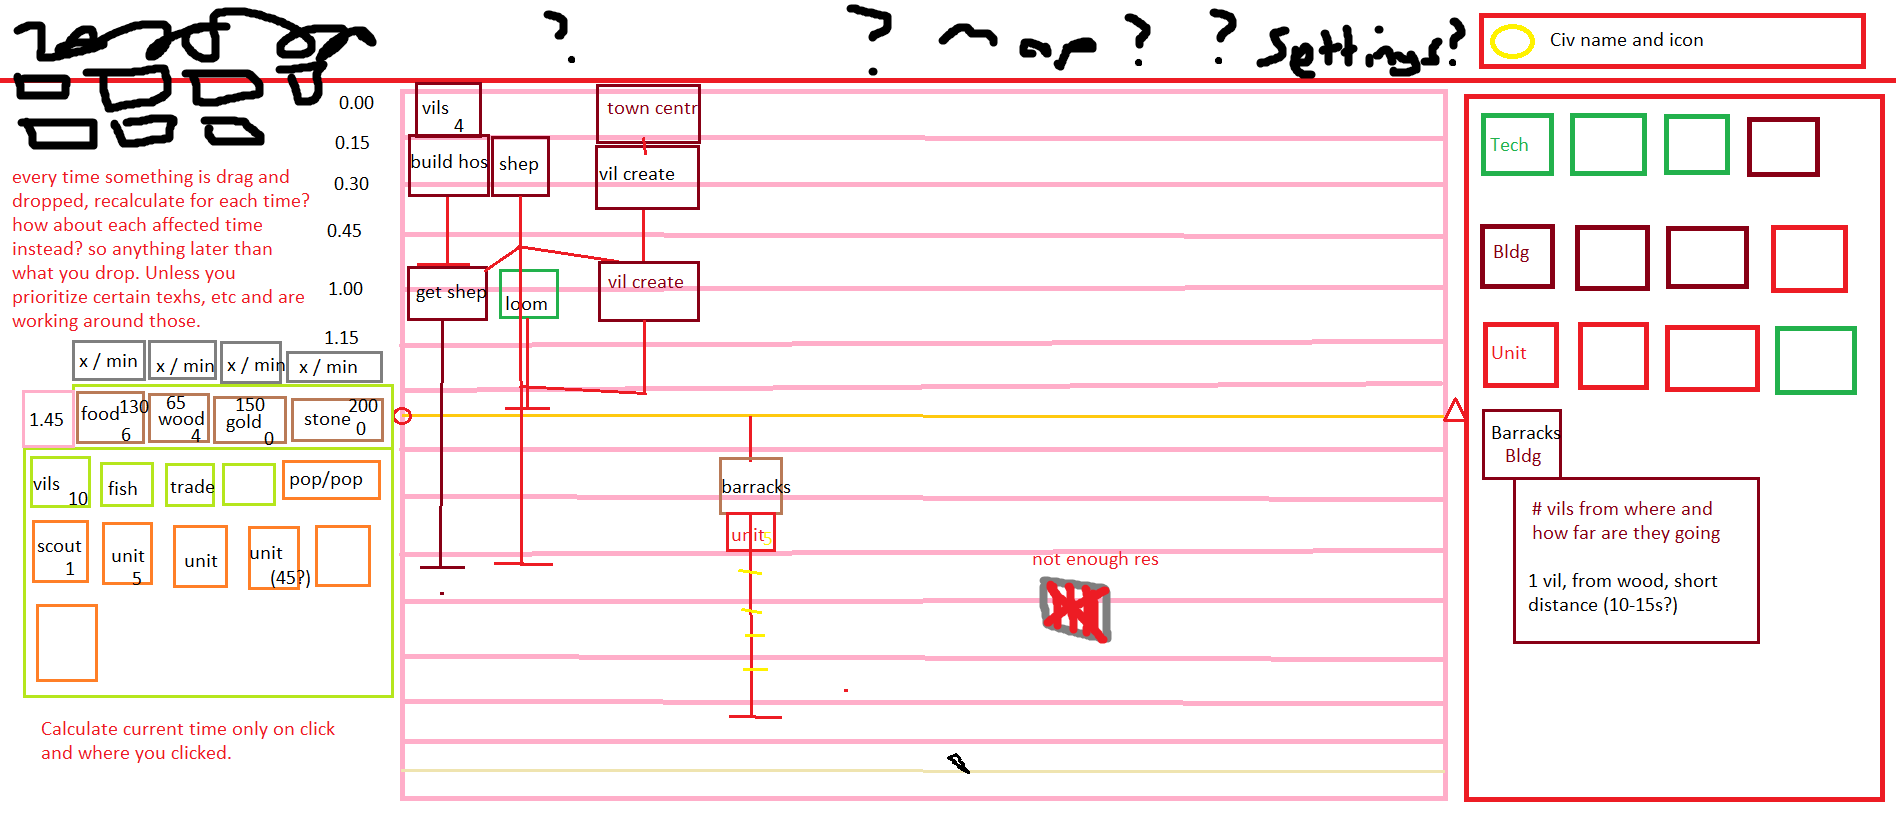 ? ? map? ? Settings?
Civ name and icon
0.00
0.15
0.30
0.45
1.00
1.15
every time something is drag and
dropped, recalculate for each time?
how about each affected time
instead? so anything later than
what you drop. Unless you
prioritize certain texhs, etc and are
working around those.
x / min
x / min
x / min
x / min
1.45
food 130
6
65
wood
4
150
gold
0
200
stone
0
vils
10
fish
trade
pop/pop
scout
1
unit
5
unit
unit
(45?)
Calculate current time only on click
and where you clicked.
vils
4
town centr
build hos
shep
vil create
get shep
loom
vil create
barracks
unit
5
not enough res
Tech
Bldg
Unit
Barracks
Bldg
# vils from where and
how far are they going
1 vil, from wood, short
distance (10-15s?)